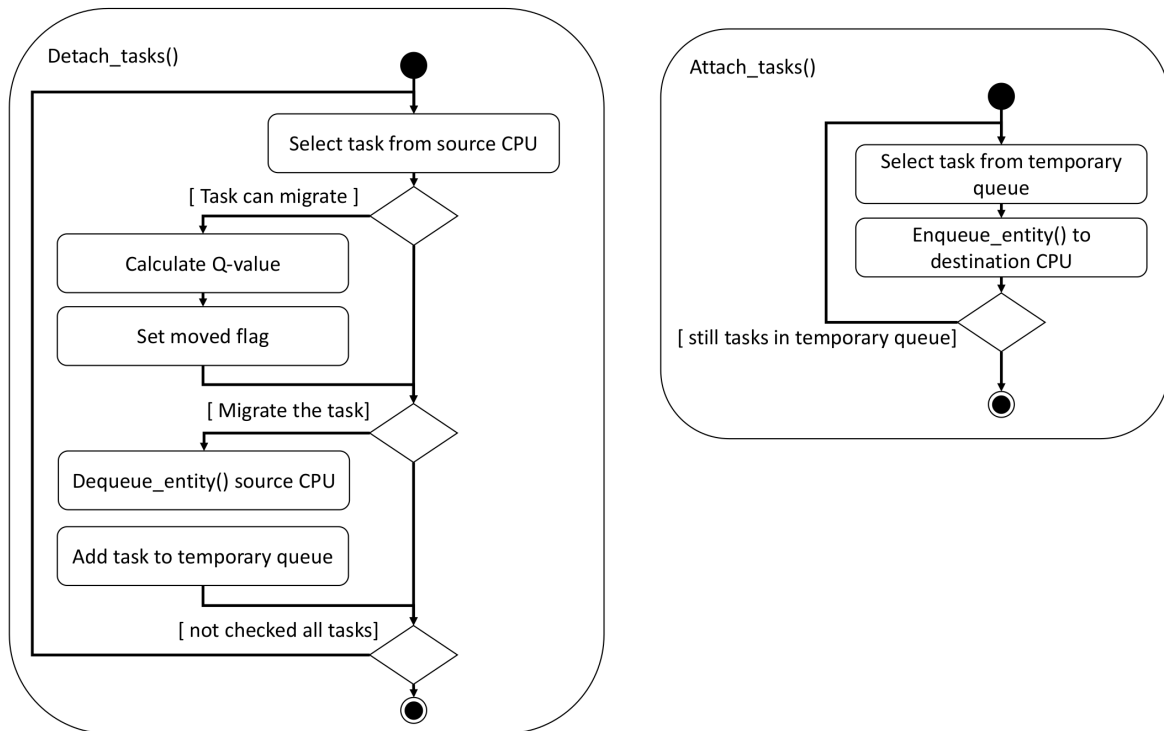 Detach_tasks()
Select task from source CPU
[ Task can migrate ]
Calculate Q-value
Set moved flag
[ Migrate the task]
Dequeue_entity() source CPU
Add task to temporary queue
[ not checked all tasks]
Attach_tasks()
Select task from temporary
queue
Enqueue_entity() to
destination CPU
[ still tasks in temporary queue]